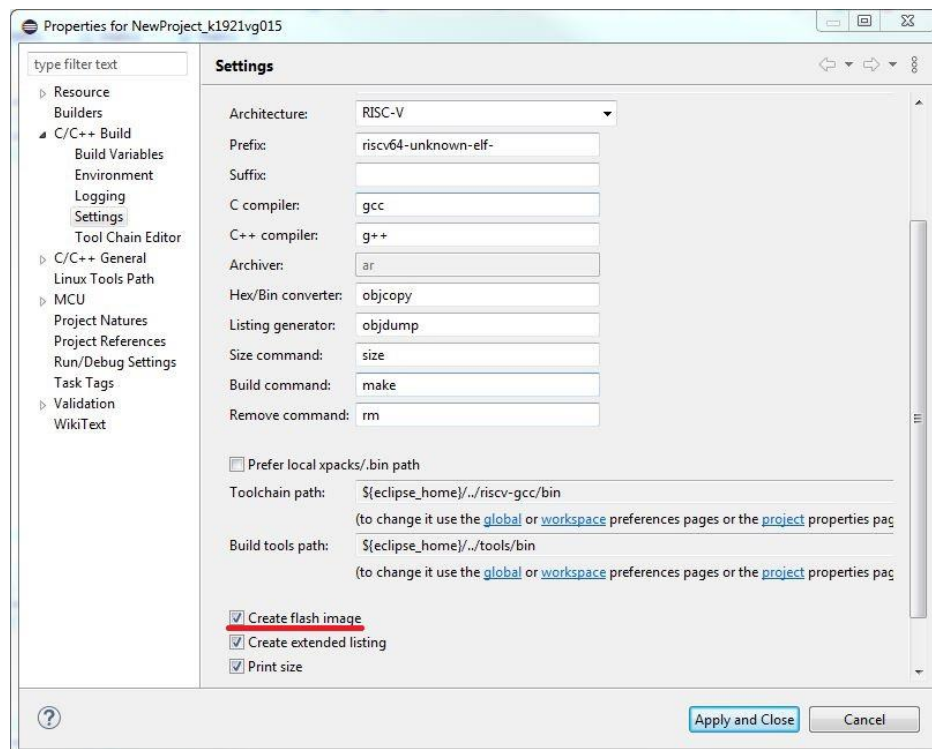 Properties for NewProject_k1921vg015
type filter text
Resource
Builders
C/C++ Build
Build Variables
Environment
Logging
Settings
Tool Chain Editor
C/C++ General
Linux Tools Path
MCU
Project Natures
Project References
Run/Debug Settings
Task Tags
Validation
WikiText
Settings
Architecture: RISC-V
Prefix: riscv64-unknown-elf-
Suffix:
C compiler: gcc
C++ compiler: g++
Archiver: ar
Hex/Bin converter: objcopy
Listing generator: objdump
Size command: size
Build command: make
Remove command: rm
Prefer local xpacks/.bin path
Toolchain path: ${eclipse_home}/../riscv-gcc/bin
(to change it use the global or workspace preferences pages or the project properties pag
Build tools path: ${eclipse_home}/../tools/bin
(to change it use the global or workspace preferences pages or the project properties pag
Create flash image
Create extended listing
Print size
?
Apply and Close
Cancel